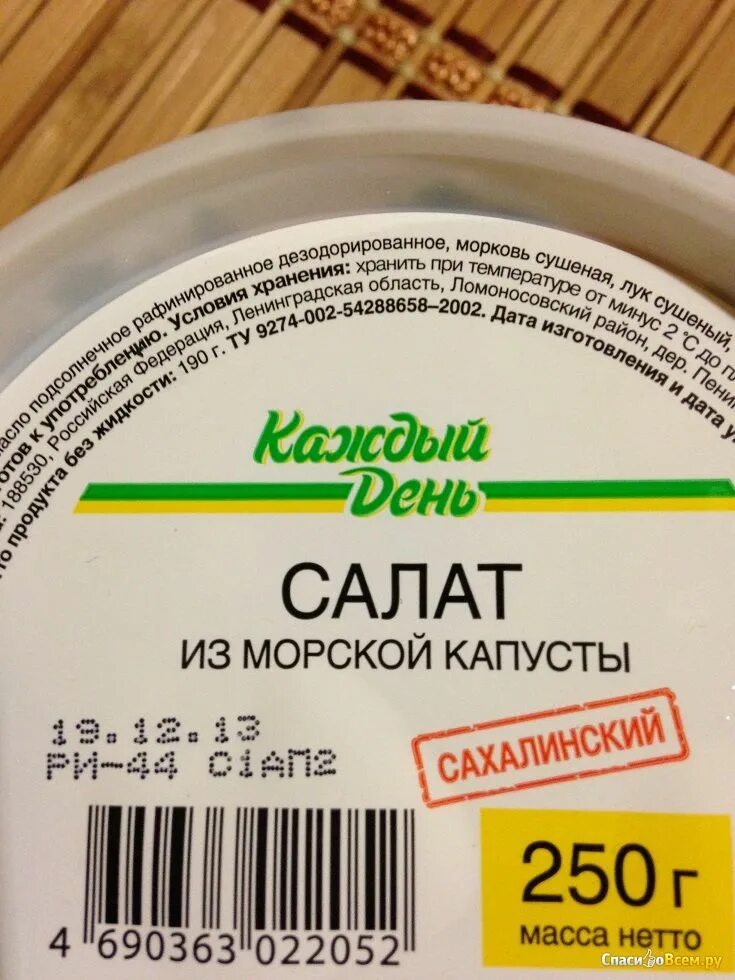 масло подсолнечное рафинированное дезодорированное, морковь сушеная, лук сушеный,
готов к употреблению. Условия хранения: хранить при температуре от минус 2 °С до
188530, Российская Федерация, Ленинградская область, Ломоносовский район, дер.
продукта без жидкости: 190 г. ТУ 9274-002-54288658–2002. Дата изготовления и дата
Каждый
День
САЛАТ
ИЗ МОРСКОЙ КАПУСТЫ
19.12.13
РИ-44 С1АП2
САХАЛИНСКИЙ
250 г
масса нетто
4 690363 022052
СпасибоВсем.ру